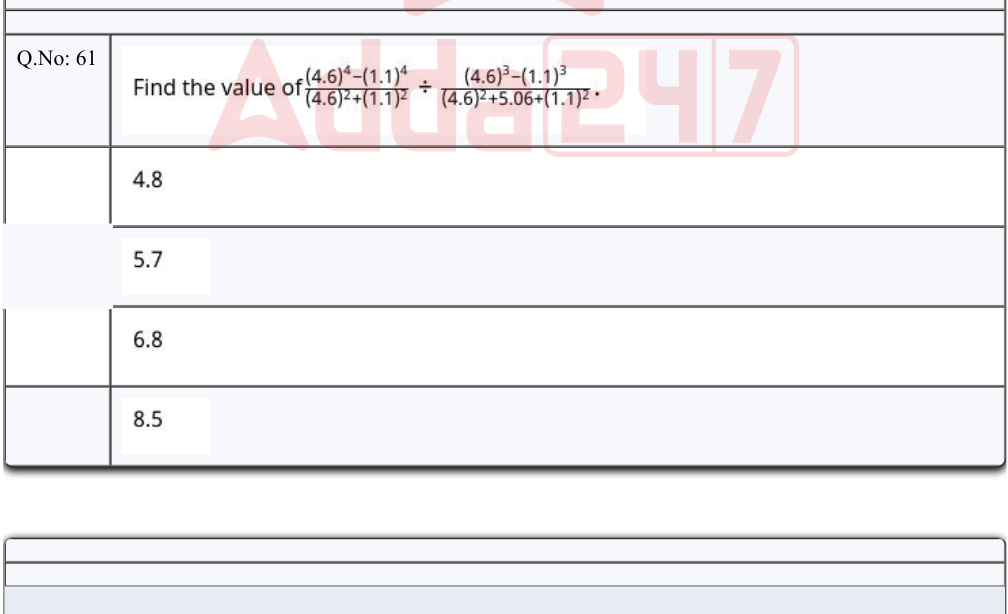 Adda247
Q.No: 61
Find the value of (4.6)⁴−(1.1)⁴/(4.6)²+(1.1)² ÷ (4.6)³−(1.1)³/(4.6)²+5.06+(1.1)².
4.8
5.7
6.8
8.5